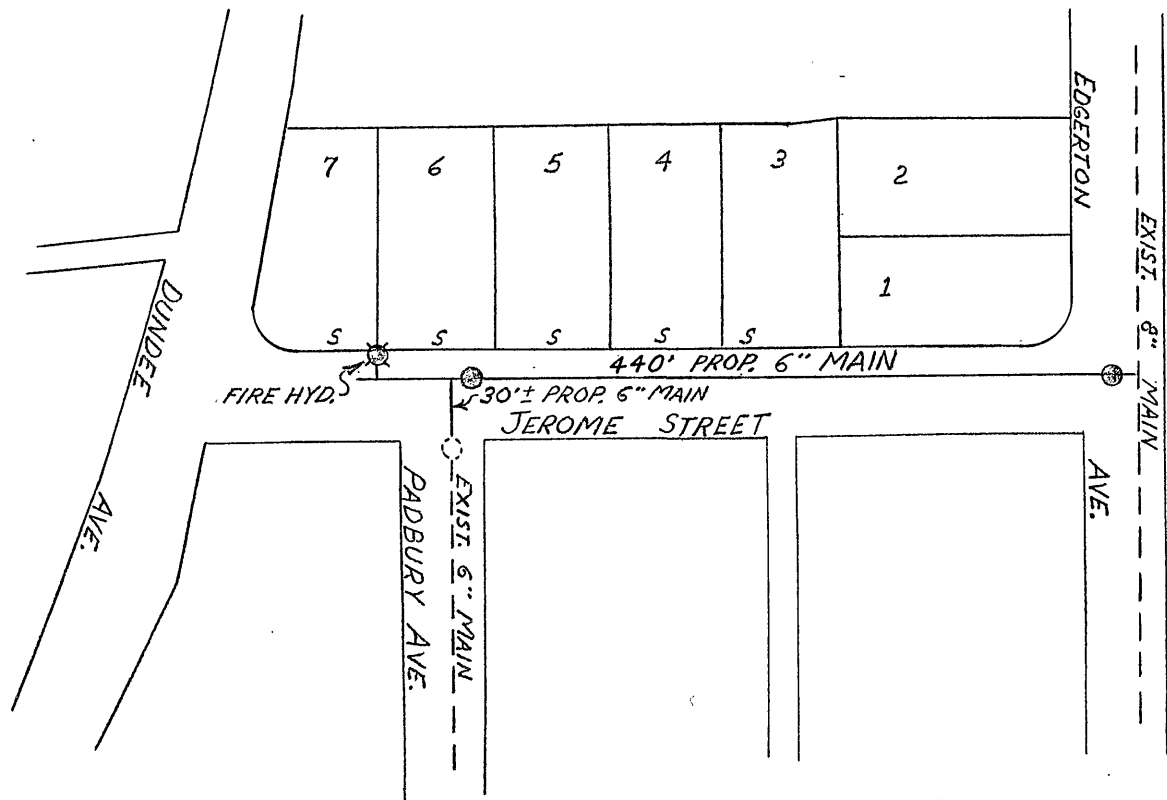 EDGERTON
7
6
5
4
3
2
1
EXIST. 8" MAIN
DUNDEE
S
S
S
S
S
440' PROP. 6" MAIN
FIRE HYD.
30'± PROP. 6" MAIN
JEROME STREET
AVE.
PADBURY AVE.
EXIST. 6" MAIN
AVE.